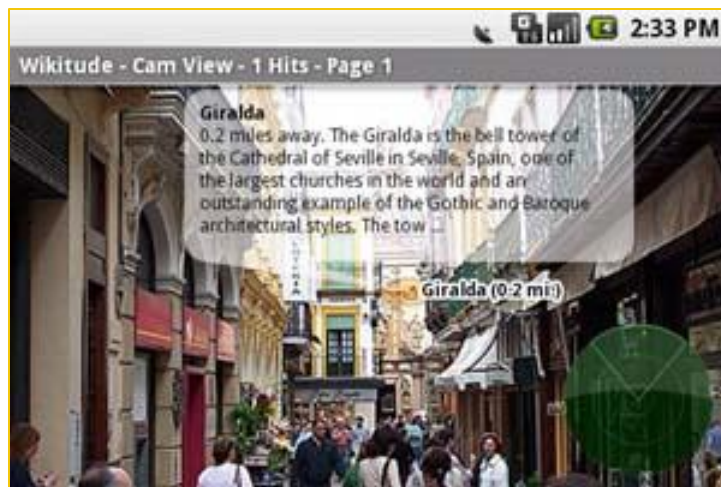 2:33 PM
Wikitude - Cam View - 1 Hits - Page 1
Giralda
0.2 miles away. The Giralda is the bell tower of
the Cathedral of Seville in Seville, Spain, one of
the largest churches in the world and an
outstanding example of the Gothic and Baroque
architectural styles. The tow ...
LOTERIA
Giralda (0.2 mi.)